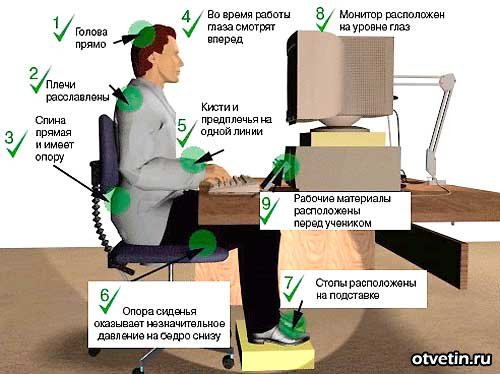 1
Голова
прямо
2
Плечи
расслаблены
3
Спина
прямая
и имеет
опору
4
Во время работы
глаза смотрят
вперед
5
Кисти и
предплечья на
одной линии
6
Опора сиденья
оказывает незначительное
давление на бедро снизу
7
Стопы расположены
на подставке
8
Монитор расположен
на уровне глаз
9
Рабочие материалы
расположены
перед учеником
otvetin.ru